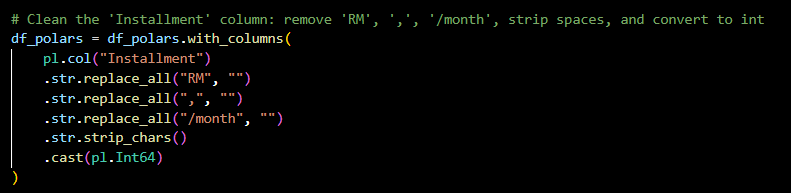 # Clean the 'Installment' column: remove 'RM', ',', '/month', strip spaces, and convert to int
df_polars = df_polars.with_columns(
    pl.col("Installment")
    .str.replace_all("RM", "")
    .str.replace_all(",", "")
    .str.replace_all("/month", "")
    .str.strip_chars()
    .cast(pl.Int64)
)